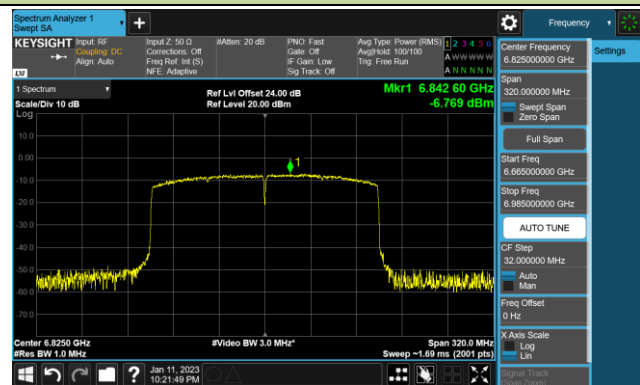 Spectrum Analyzer 1
Swept SA
Frequency
KEYSIGHT
Input: RF
Coupling: DC
Align: Auto
Input Z: 50 Ω
Corrections: Off
Freq Ref: Int (S)
NFE: Adaptive
#Atten: 20 dB
PNO: Fast
Gate: Off
IF Gain: Low
Sig Track: Off
Avg Type: Power (RMS)
Avg|Hold: 100/100
Trig: Free Run
1 2 3 4 5 6
A W W W W W
A N N N N N
LXI
1 Spectrum
Scale/Div 10 dB
Log
Ref Lvl Offset 24.00 dB
Ref Level 20.00 dBm
Mkr1 6.842 60 GHz
-6.769 dBm
10.0
0.00
-10.0
-20.0
-30.0
-40.0
-50.0
-60.0
-70.0
1
Center 6.8250 GHz
#Res BW 1.0 MHz
#Video BW 3.0 MHz*
Span 320.0 MHz
Sweep ~1.69 ms (2001 pts)
Center Frequency
6.825000000 GHz
Span
320.000000 MHz
Swept Span
Zero Span
Full Span
Start Freq
6.665000000 GHz
Stop Freq
6.985000000 GHz
AUTO TUNE
CF Step
32.000000 MHz
Auto
Man
Freq Offset
0 Hz
X Axis Scale
Log
Lin
Signal Track
(Span Zoom)
Settings
Jan 11, 2023
10:21:49 PM